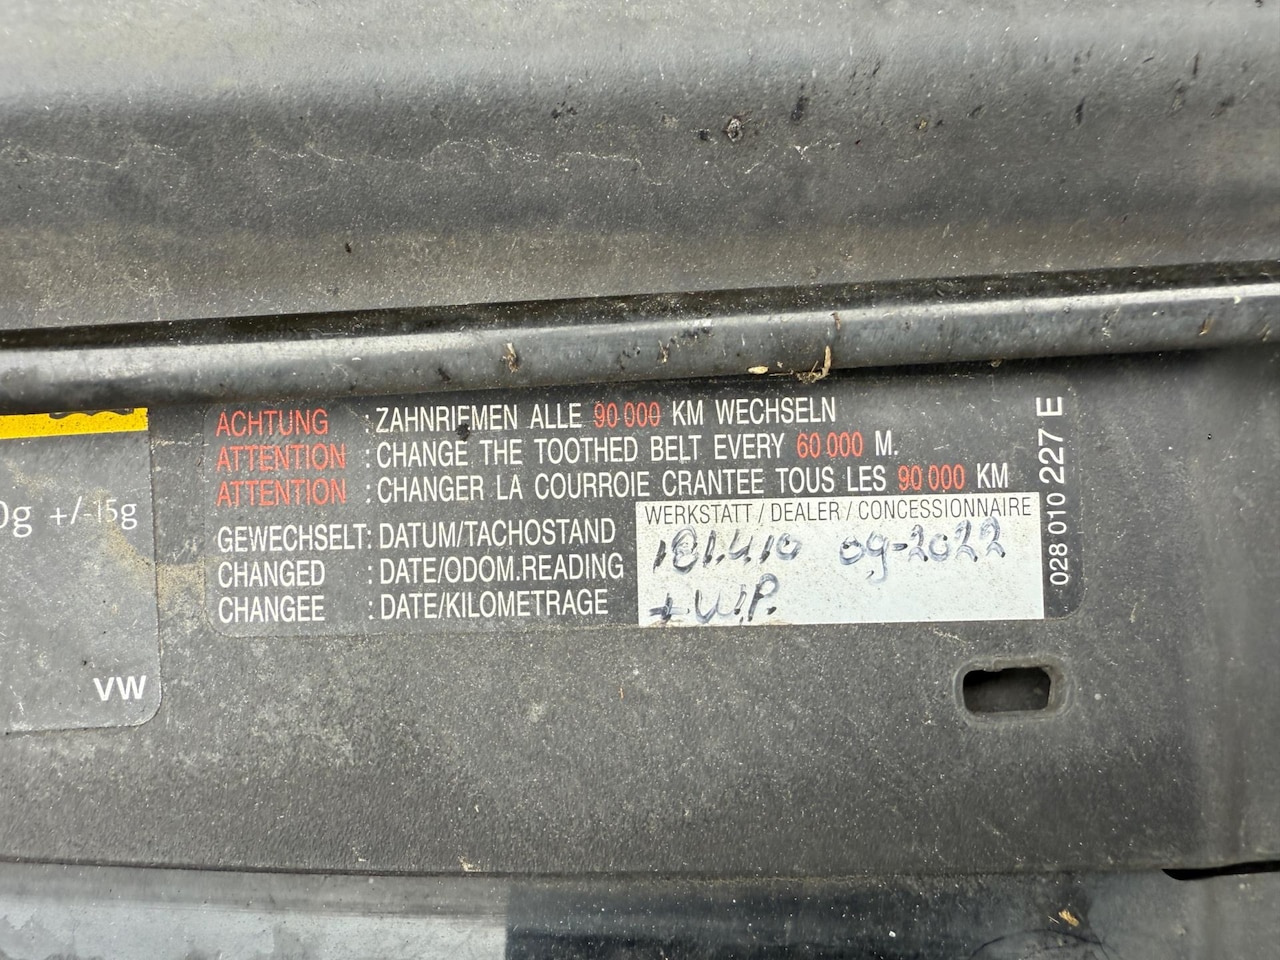 ACHTUNG : ZAHNRIEMEN ALLE 90 000 KM WECHSELN
ATTENTION : CHANGE THE TOOTHED BELT EVERY 60 000 M.
ATTENTION : CHANGER LA COURROIE CRANTEE TOUS LES 90 000 KM
WERKSTATT / DEALER / CONCESSIONNAIRE
GEWECHSELT: DATUM/TACHOSTAND
CHANGED : DATE/ODOM.READING
CHANGEE : DATE/KILOMETRAGE
181.410 09-2022
+ W.P.
028 010 227 E
0g +/-15g
VW